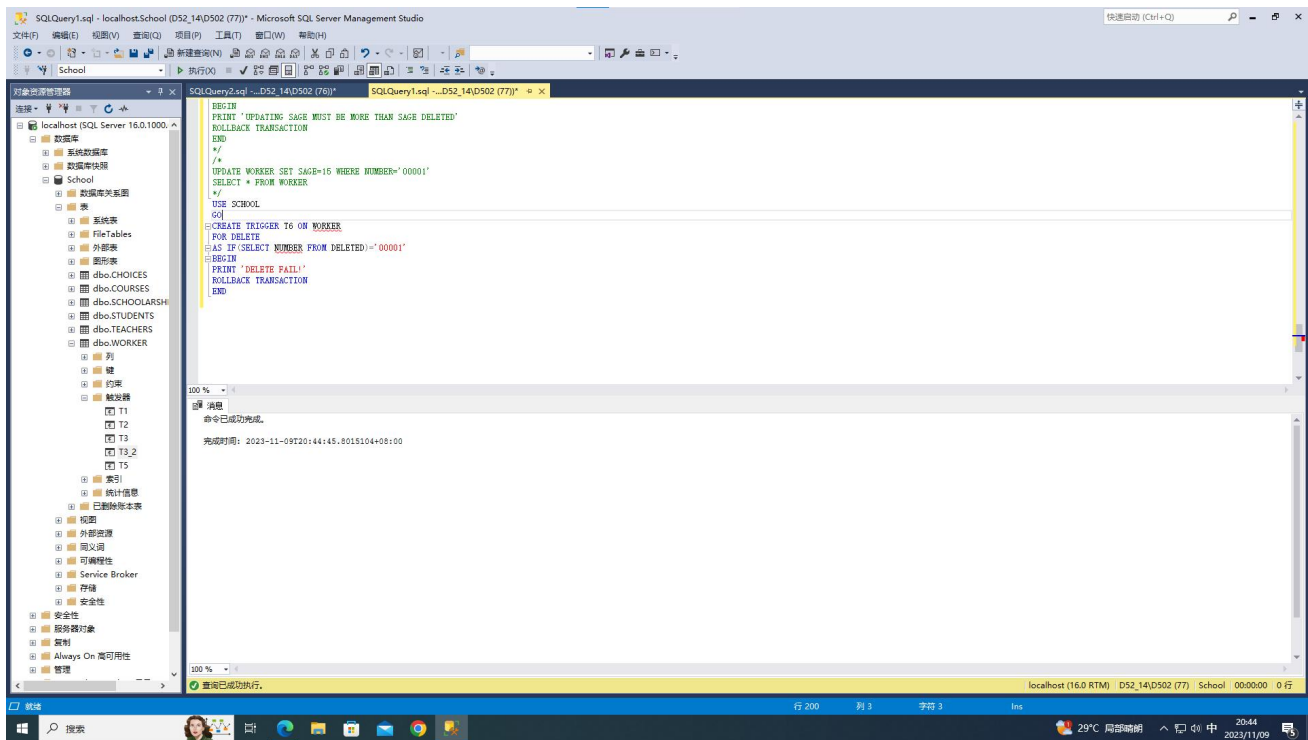 SQLQuery1.sql - localhost.School (D52_14\D502 (77))* - Microsoft SQL Server Management Studio
快速启动 (Ctrl+Q)
文件(F) 编辑(E) 视图(V) 查询(Q) 项目(P) 工具(T) 窗口(W) 帮助(H)
新建查询(N)
School 执行(X)
对象资源管理器
SQLQuery2.sql -...D52_14\D502 (76))* SQLQuery1.sql -...D52_14\D502 (77))*
连接
localhost (SQL Server 16.0.1000.
数据库
系统数据库
数据库快照
School
数据库关系图
表
系统表
FileTables
外部表
图形表
dbo.CHOICES
dbo.COURSES
dbo.SCHOOLARSHI
dbo.STUDENTS
dbo.TEACHERS
dbo.WORKER
列
键
约束
触发器
T1
T2
T3
T3_2
T5
索引
统计信息
已删除账本表
视图
外部资源
同义词
可编程性
Service Broker
存储
安全性
安全性
服务器对象
复制
Always On 高可用性
管理
BEGIN
PRINT 'UPDATING SAGE MUST BE MORE THAN SAGE DELETED'
ROLLBACK TRANSACTION
END
*/
/*
UPDATE WORKER SET SAGE=15 WHERE NUMBER='00001'
SELECT * FROM WORKER
*/
USE SCHOOL
GO
CREATE TRIGGER T6 ON WORKER
FOR DELETE
AS IF(SELECT NUMBER FROM DELETED)='00001'
BEGIN
PRINT 'DELETE FAIL!'
ROLLBACK TRANSACTION
END
100 %
消息
命令已成功完成。
完成时间: 2023-11-09T20:44:45.8015104+08:00
100 %
查询已成功执行。
localhost (16.0 RTM) D52_14\D502 (77) School 00:00:00 0 行
就绪
行 200 列 3 字符 3 Ins
搜索
29°C 局部晴朗
中
20:44
2023/11/09